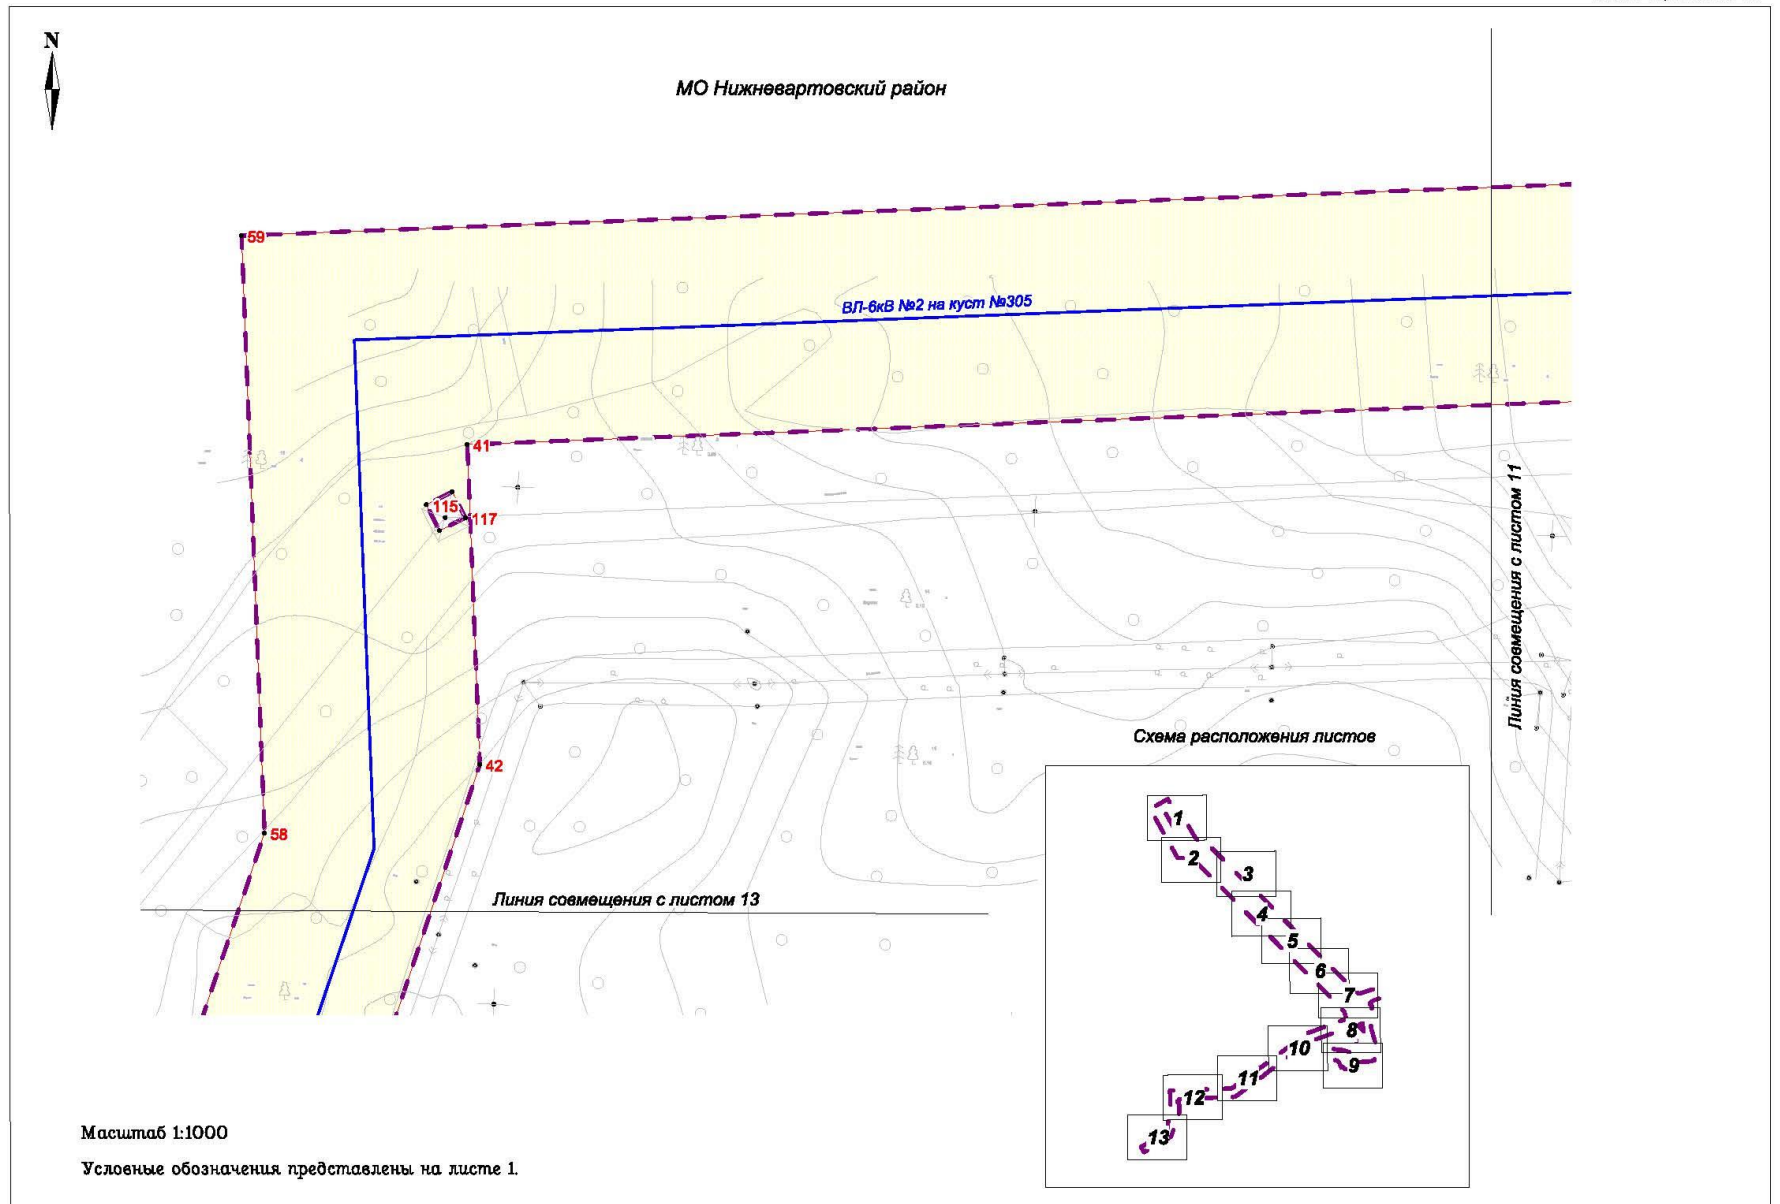 N
МО Нижневартовский район
59
ВЛ-6кВ №2 на куст №305
41
115
117
Линия совмещения с листом 11
42
Схема расположения листов
58
Линия совмещения с листом 13
1
2
3
4
5
6
7
8
9
10
11
12
13
Масштаб 1:1000
Условные обозначения представлены на листе 1.